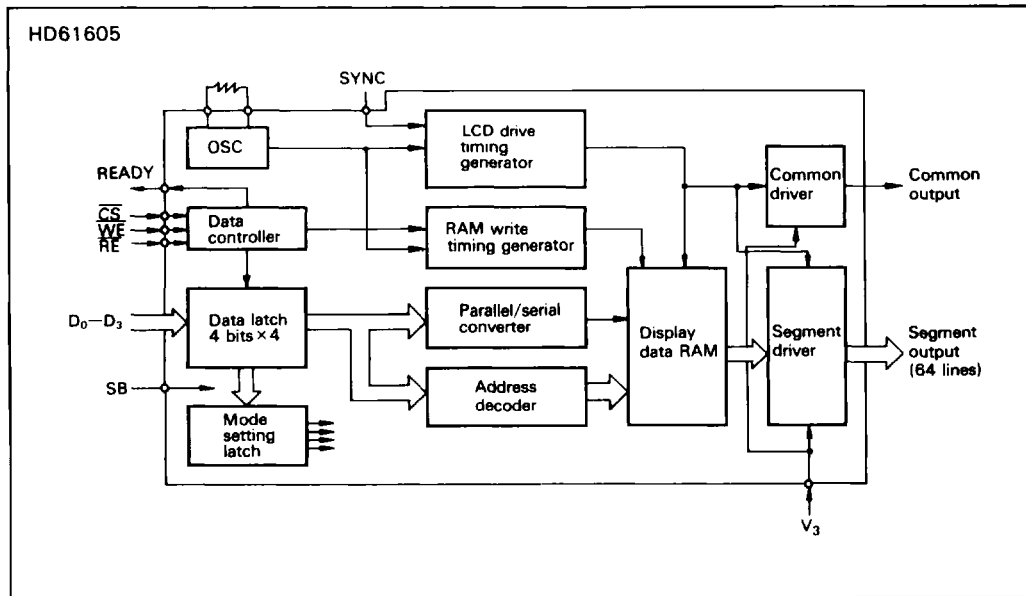 HD61605
SYNC
OSC
LCD drive
timing
generator
READY
Common
driver
Common
output
CS
WE
RE
Data
controller
RAM write
timing generator
D₀—D₃
Data latch
4 bits × 4
Parallel/serial
converter
Display
data RAM
Segment
driver
Segment
output
(64 lines)
SB
Address
decoder
Mode
setting
latch
V₃